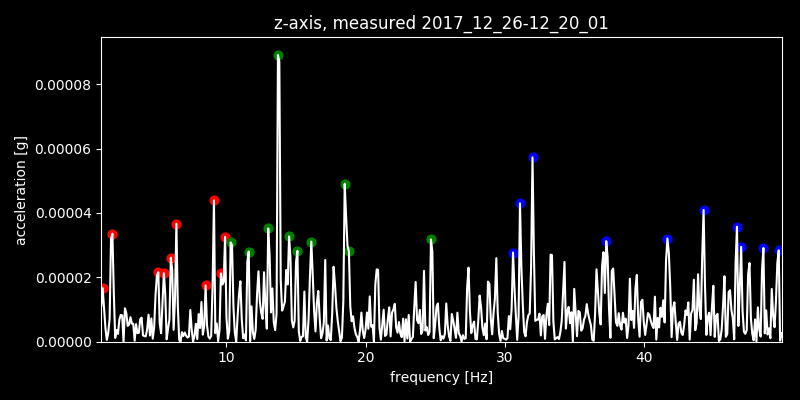 z-axis, measured 2017_12_26-12_20_01
acceleration [g]
0.00008
0.00006
0.00004
0.00002
0.00000
10 20 30 40
frequency [Hz]